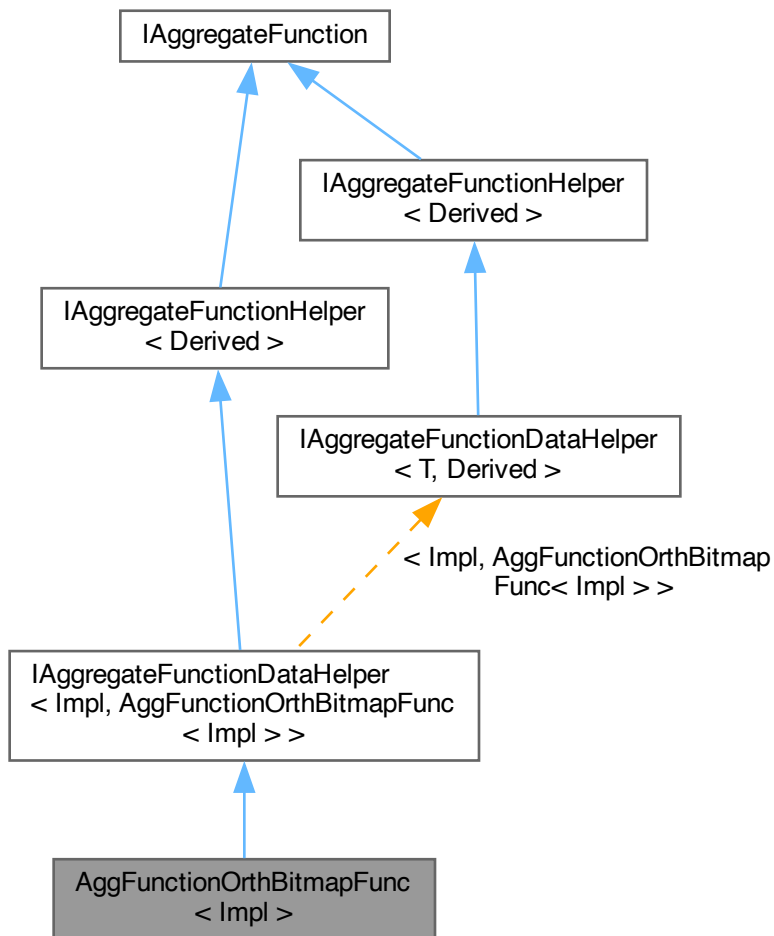 IAggregateFunction
IAggregateFunctionHelper
< Derived >
IAggregateFunctionHelper
< Derived >
IAggregateFunctionDataHelper
< T, Derived >
< Impl, AggFunctionOrthBitmap
Func< Impl > >
IAggregateFunctionDataHelper
< Impl, AggFunctionOrthBitmapFunc
< Impl > >
AggFunctionOrthBitmapFunc
< Impl >